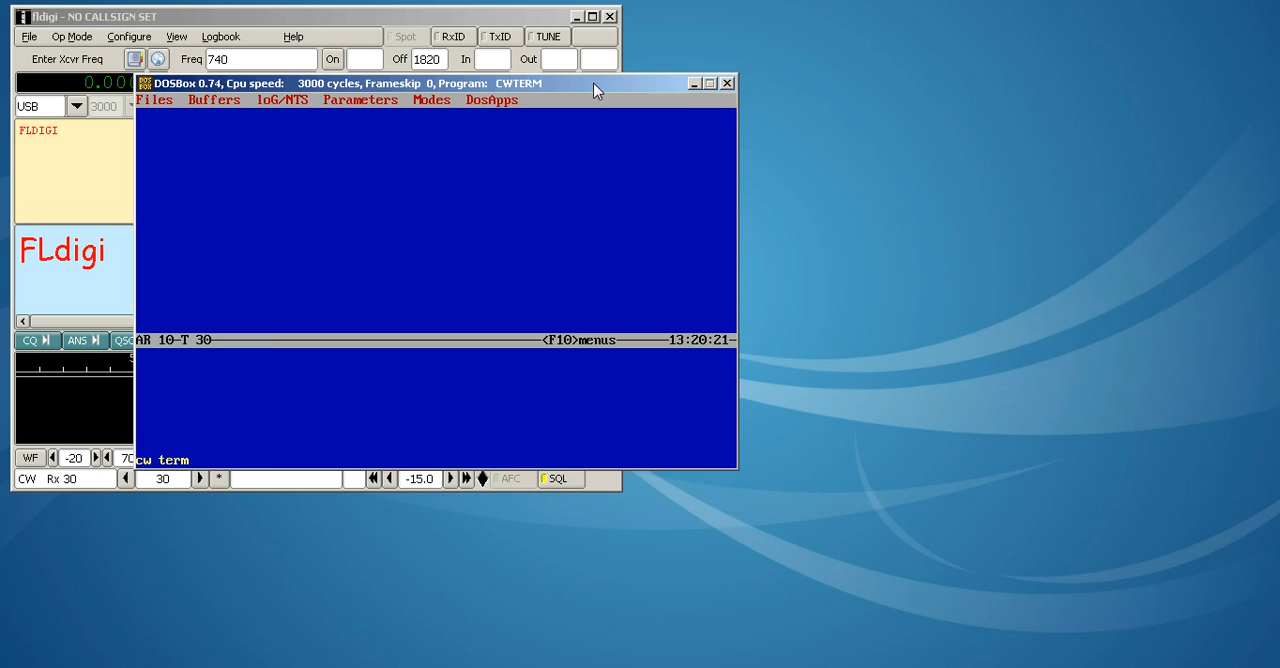 fldigi - NO CALLSIGN SET
File Op Mode Configure View Logbook Help Spot RxID TxID TUNE
Enter Xcvr Freq Freq 740 On Off 1820 In Out
DOSBox 0.74, Cpu speed: 3000 cycles, Frameskip 0, Program: CWTERM
USB 3000
Files Buffers loG/NTS Parameters Modes DosApps
FLDIGI
FLdigi
CQ ANS
AR 10-T 30 <F10>menus 13:20:21
WF -20
cw term
CW Rx 30 30 * -15.0 AFC SQL